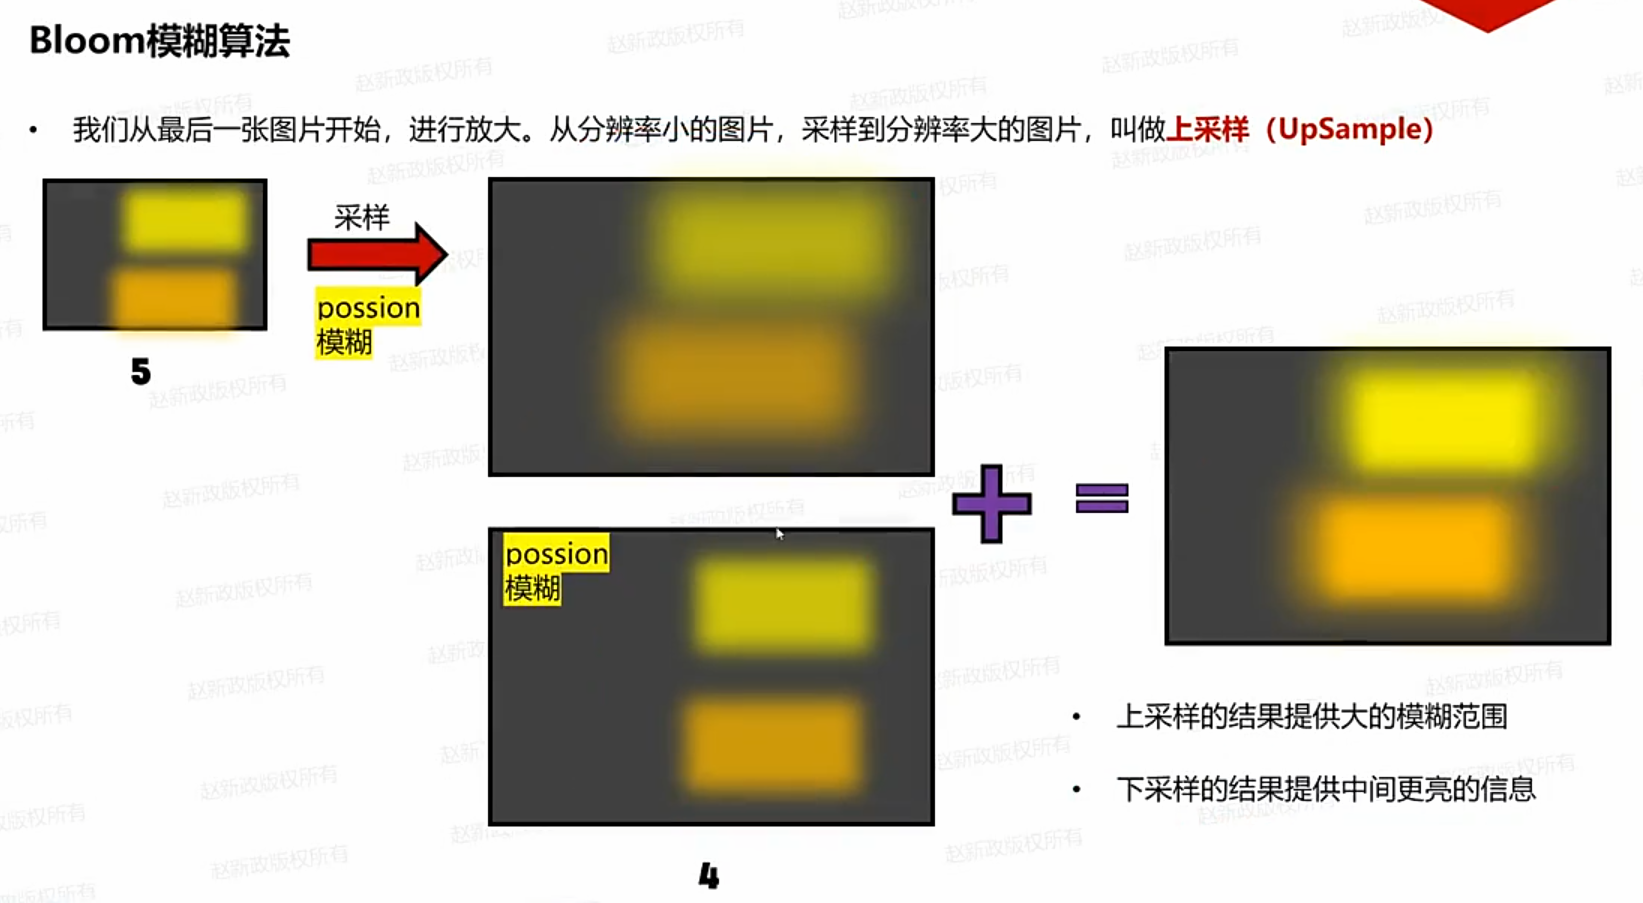 Bloom模糊算法
• 我们从最后一张图片开始，进行放大。从分辨率小的图片，采样到分辨率大的图片，叫做上采样（UpSample）
采样
possion
模糊
5
possion
模糊
4
• 上采样的结果提供大的模糊范围
• 下采样的结果提供中间更亮的信息
赵新政版权所有